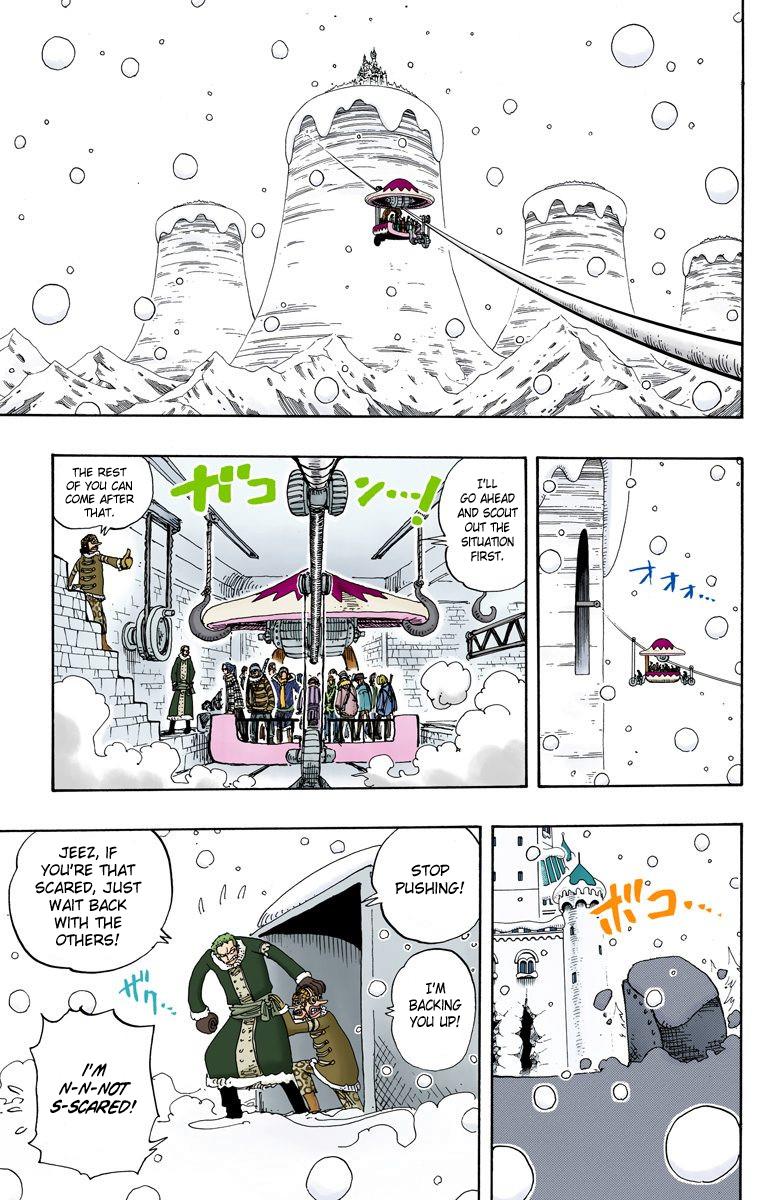 オオォ...
I'LL
GO AHEAD
AND SCOUT
OUT THE
SITUATION
FIRST.
ガコン...!
THE REST
OF YOU CAN
COME AFTER
THAT.
ボコ...
STOP
PUSHING!
I'M
BACKING
YOU UP!
JEEZ, IF
YOU'RE THAT
SCARED, JUST
WAIT BACK
WITH THE
OTHERS!
ザク...
I'M
N-N-NOT
S-SCARED!